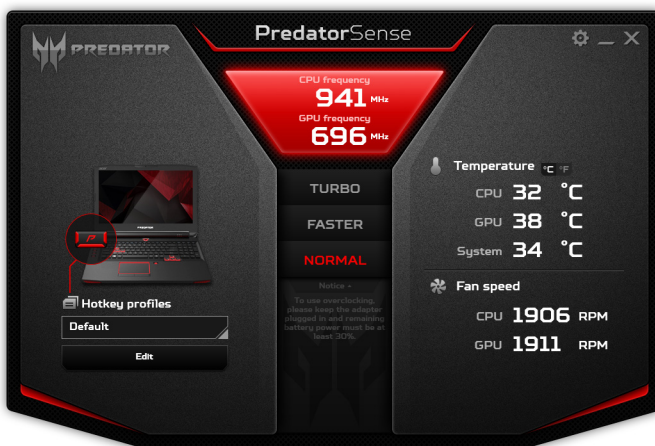 PREDATOR
PredatorSense
CPU frequency
941 MHz
GPU frequency
696 MHz
TURBO
FASTER
NORMAL
Notice -
To use overclocking,
please keep the adapter
plugged in and remaining
battery power must be at
least 30%.
Hotkey profiles
Default
Edit
Temperature °C °F
CPU 32 °C
GPU 38 °C
System 34 °C
Fan speed
CPU 1906 RPM
GPU 1911 RPM